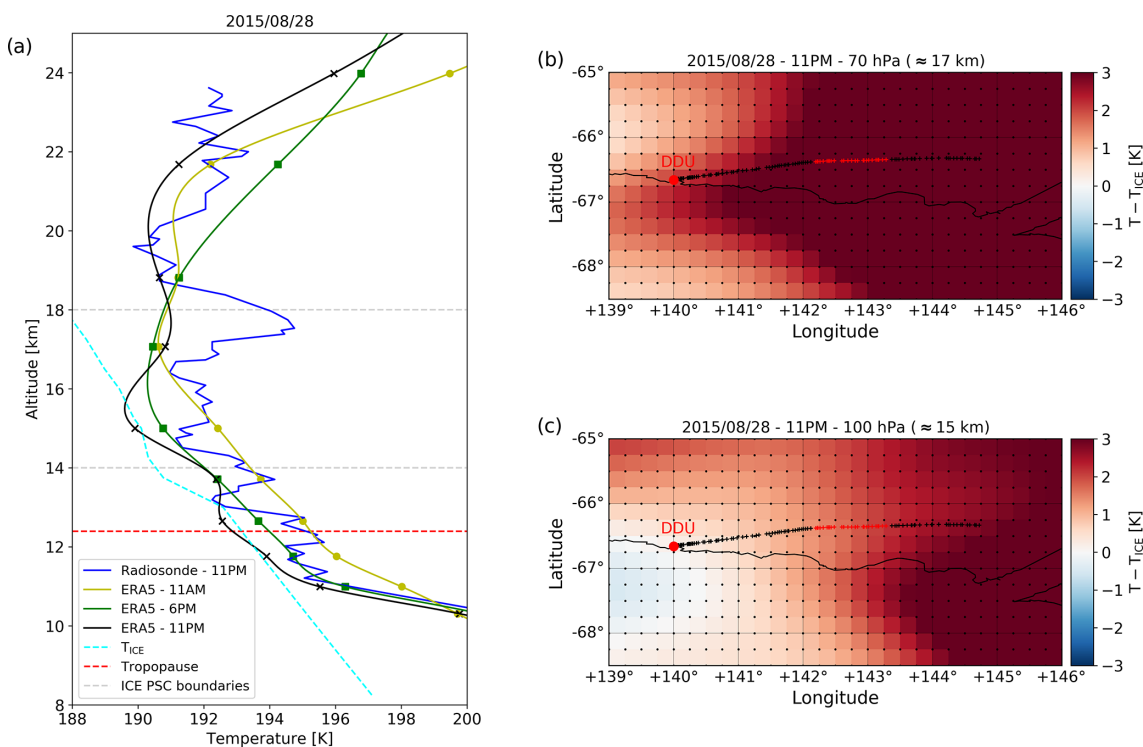 2015/08/28
(a)
24
22
20
18
16
14
12
10
8
Altitude [km]
Radiosonde - 11PM
ERA5 - 11AM
ERA5 - 6PM
ERA5 - 11PM
T_ICE
Tropopause
ICE PSC boundaries
188 190 192 194 196 198 200
Temperature [K]
(b)
2015/08/28 - 11PM - 70 hPa (≈ 17 km)
-65°
-66°
-67°
-68°
Latitude
DDU
+139° +140° +141° +142° +143° +144° +145° +146°
Longitude
3
2
1
0
−1
−2
−3
T − T_ICE [K]
(c)
2015/08/28 - 11PM - 100 hPa (≈ 15 km)
-65°
-66°
-67°
-68°
Latitude
DDU
+139° +140° +141° +142° +143° +144° +145° +146°
Longitude
3
2
1
0
−1
−2
−3
T − T_ICE [K]